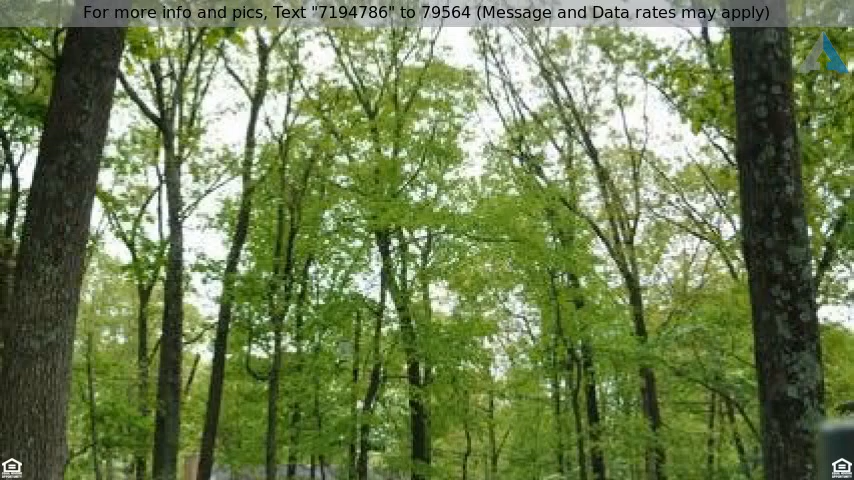 For more info and pics, Text "7194786" to 79564 (Message and Data rates may apply)